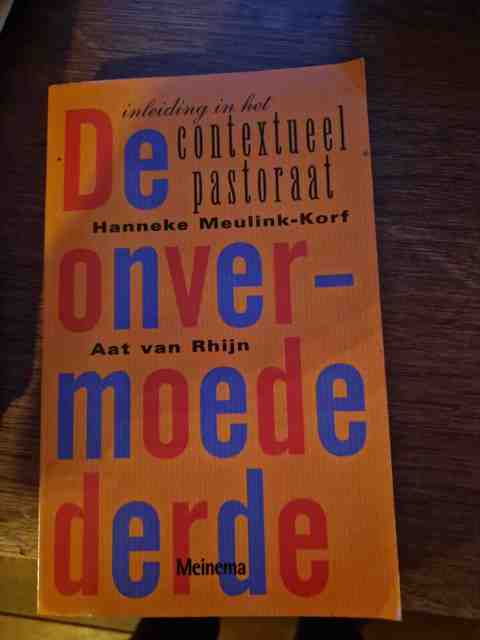 inleiding in het
De contextueel
pastoraat
Hanneke Meulink-Korf
onver-
Aat van Rhijn
moede
derde
Meinema